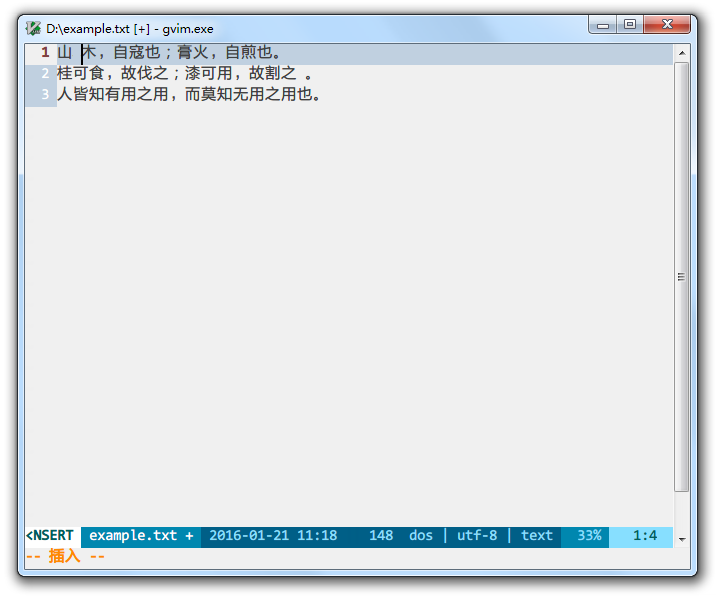 D:\example.txt [+] - gvim.exe
1 山 木，自寇也；膏火，自煎也。
2 桂可食，故伐之；漆可用，故割之 。
3 人皆知有用之用，而莫知无用之用也。
<NSERT example.txt + 2016-01-21 11:18 148 dos | utf-8 | text 33% 1:4
-- 插入 --